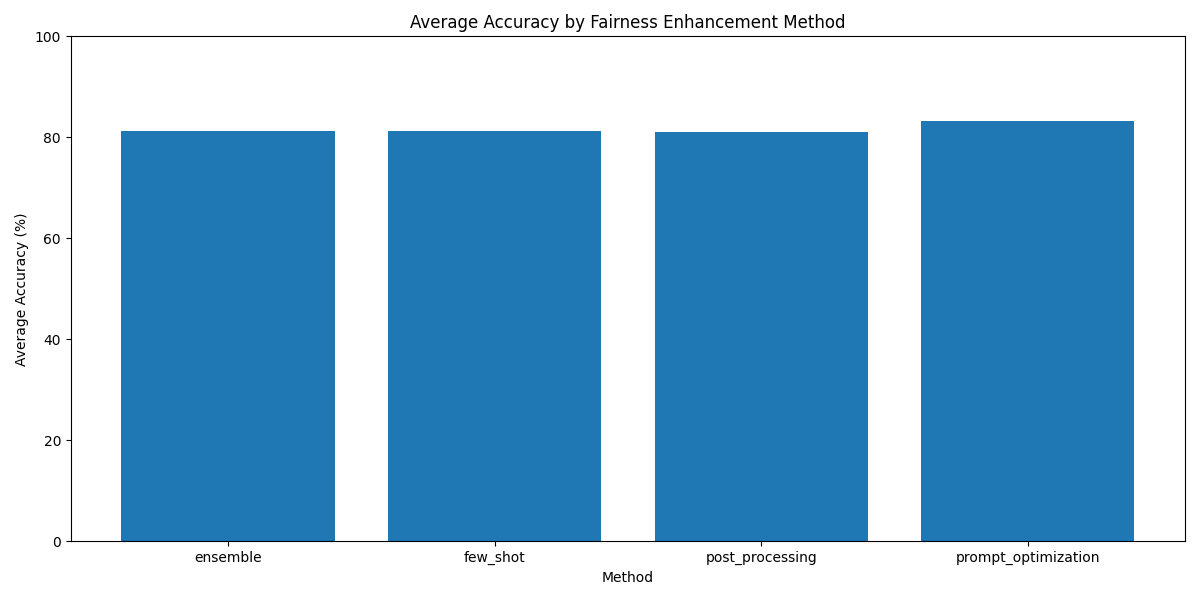 Average Accuracy by Fairness Enhancement Method
100
80
60
40
20
0
Average Accuracy (%)
ensemble few_shot post_processing prompt_optimization
Method